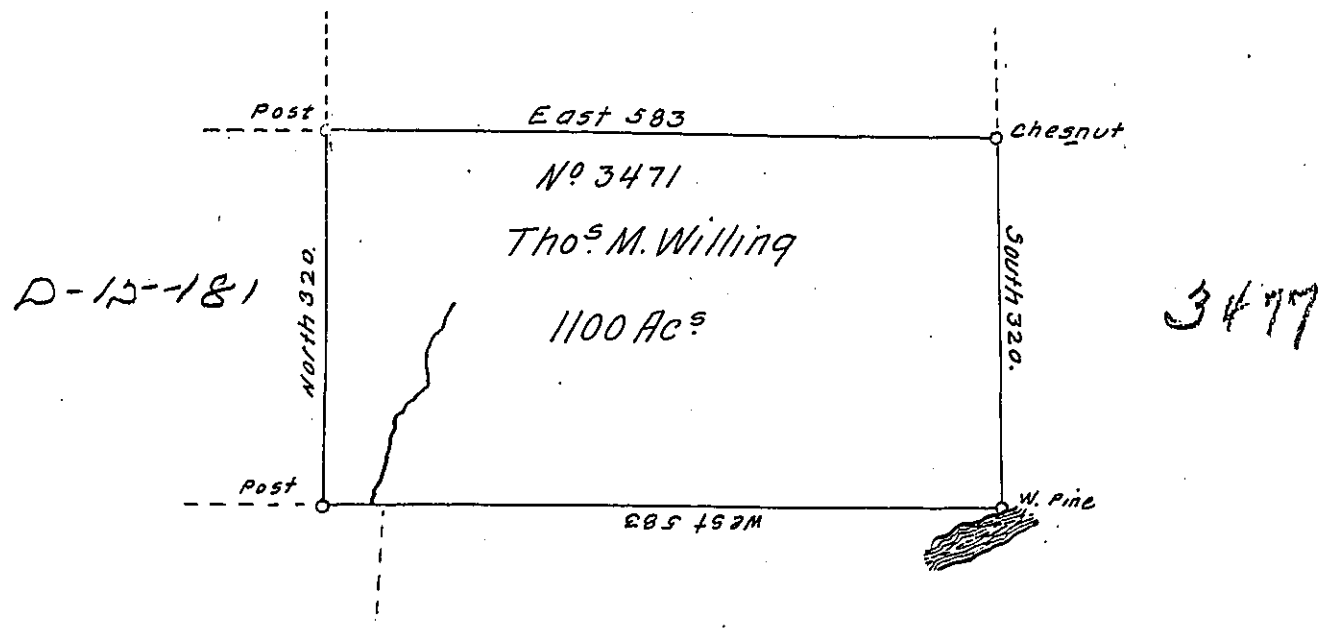 Post
East 583
Chesnut
Nº 3471
Thoˢ. M. Willing
1100 Acˢ
North 320.
South 320.
D-15-181
3477
Post
West 583
W. Pine